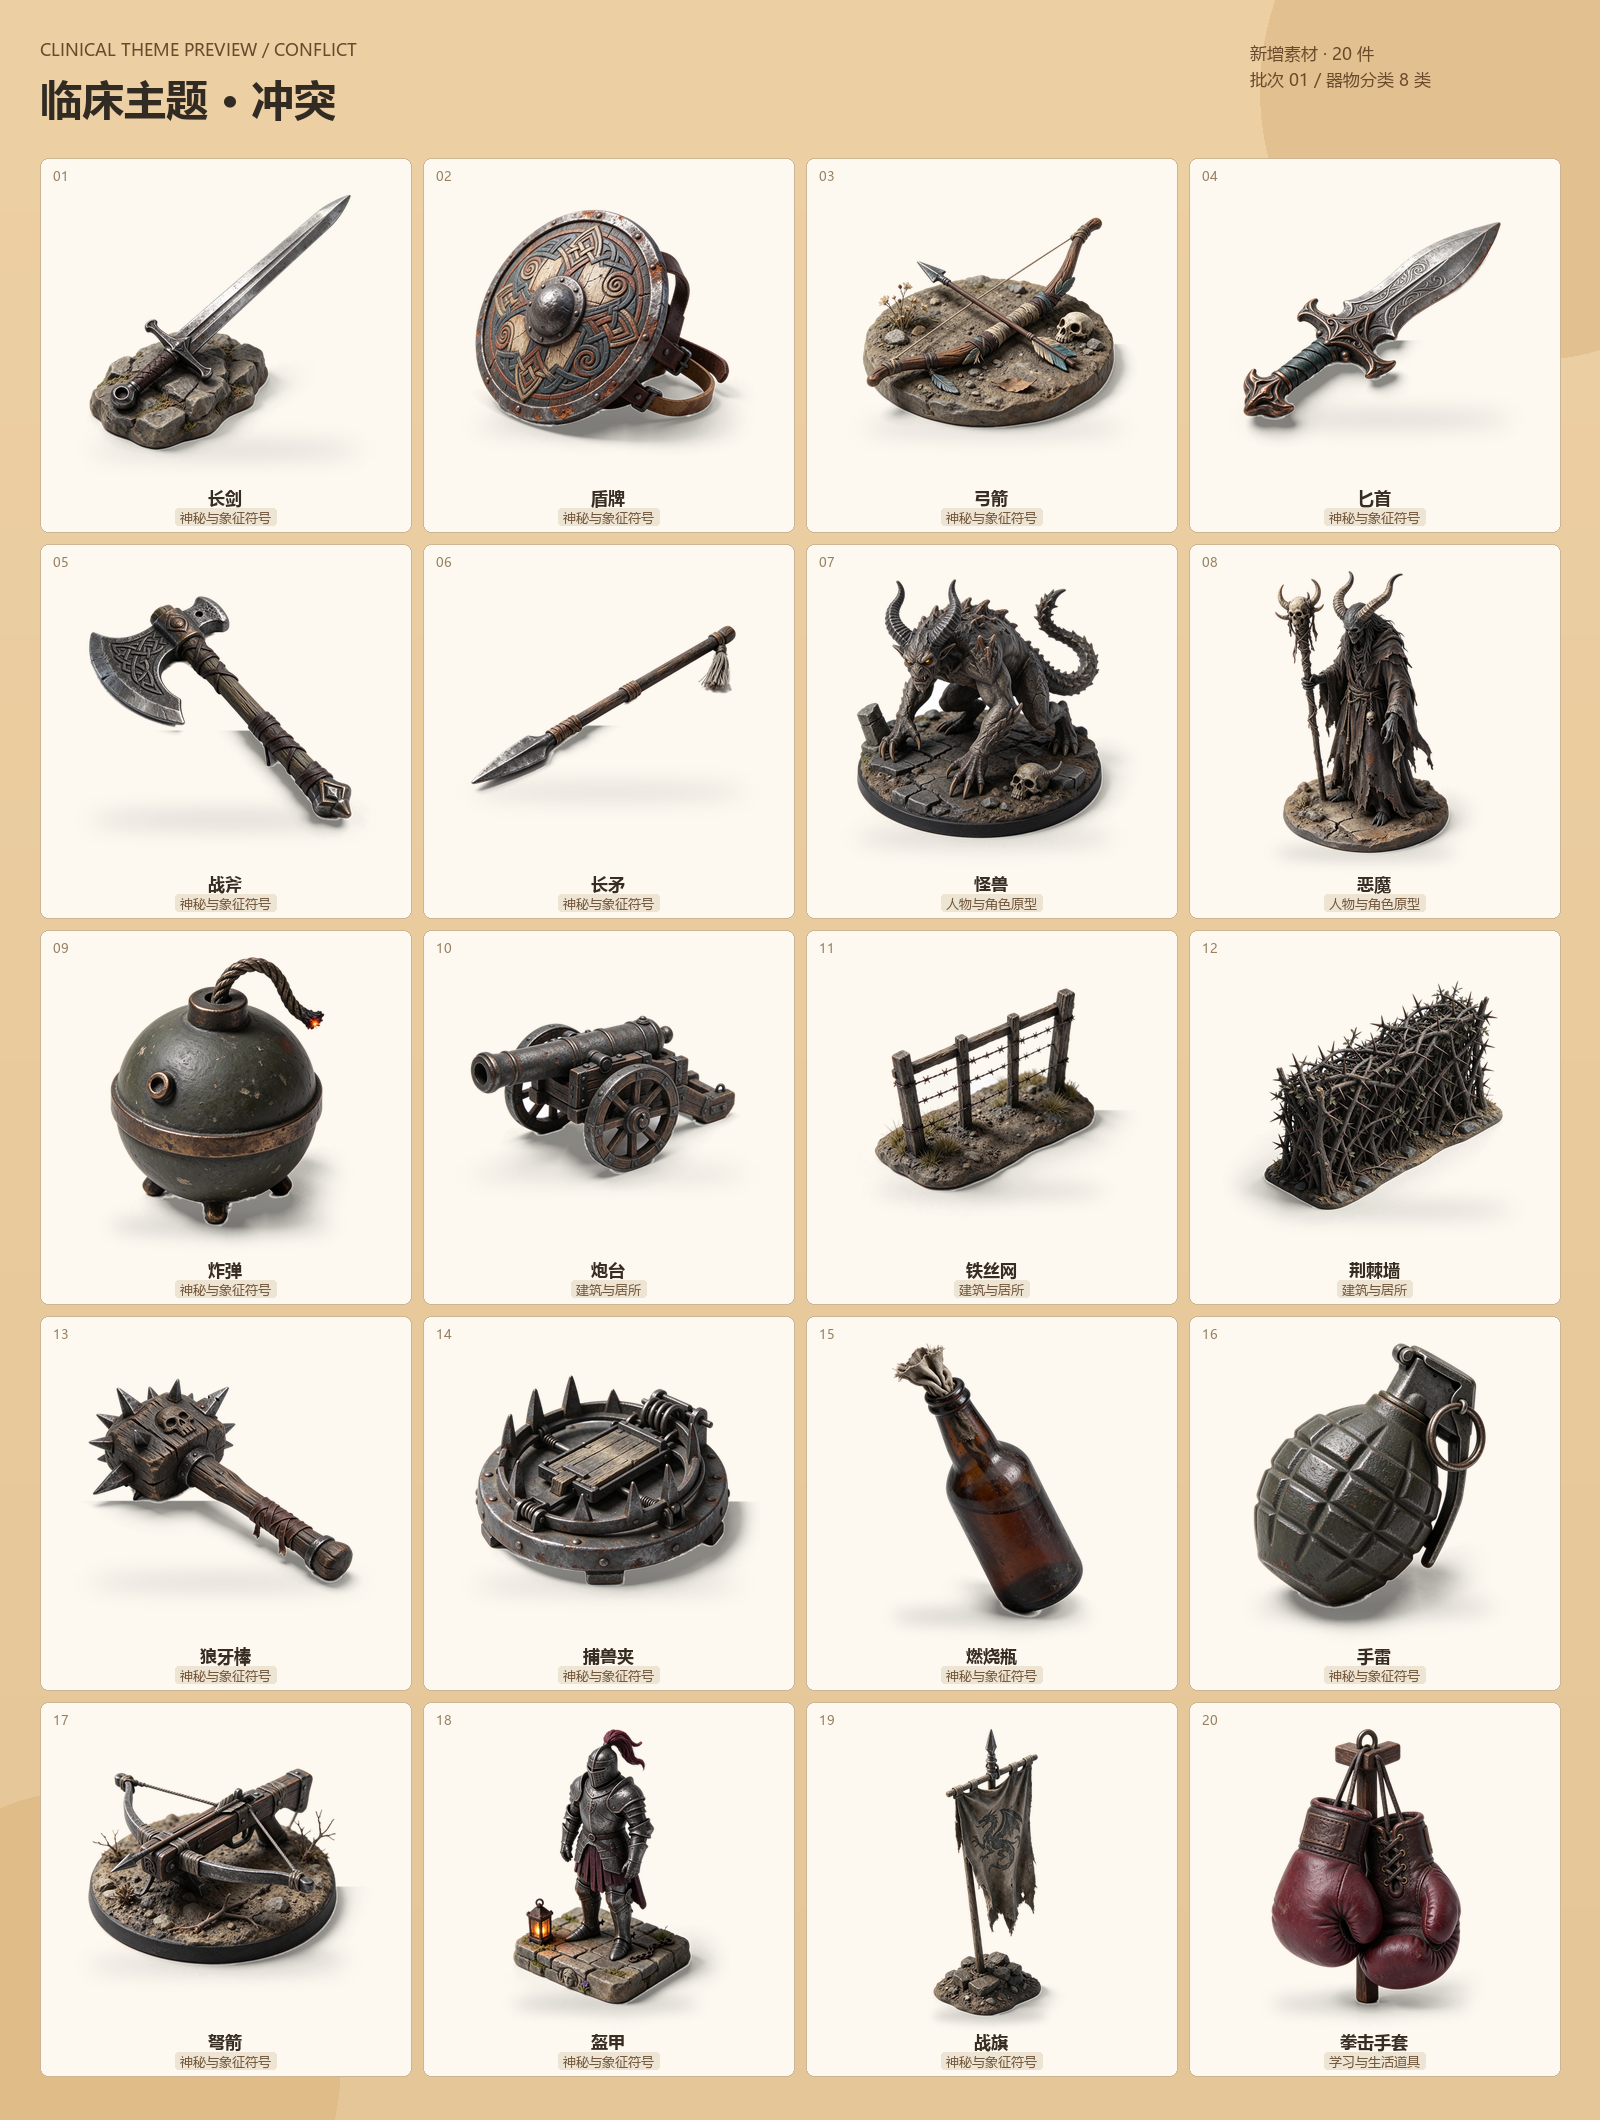 CLINICAL THEME PREVIEW / CONFLICT
临床主题 • 冲突
新增素材 · 20 件
批次 01 / 器物分类 8 类
01
长剑
神秘与象征符号
02
盾牌
神秘与象征符号
03
弓箭
神秘与象征符号
04
匕首
神秘与象征符号
05
战斧
神秘与象征符号
06
长矛
神秘与象征符号
07
怪兽
人物与角色原型
08
恶魔
人物与角色原型
09
炸弹
神秘与象征符号
10
炮台
建筑与居所
11
铁丝网
建筑与居所
12
荆棘墙
建筑与居所
13
狼牙棒
神秘与象征符号
14
捕兽夹
神秘与象征符号
15
燃烧瓶
神秘与象征符号
16
手雷
神秘与象征符号
17
弩箭
神秘与象征符号
18
盔甲
神秘与象征符号
19
战旗
神秘与象征符号
20
拳击手套
学习与生活道具